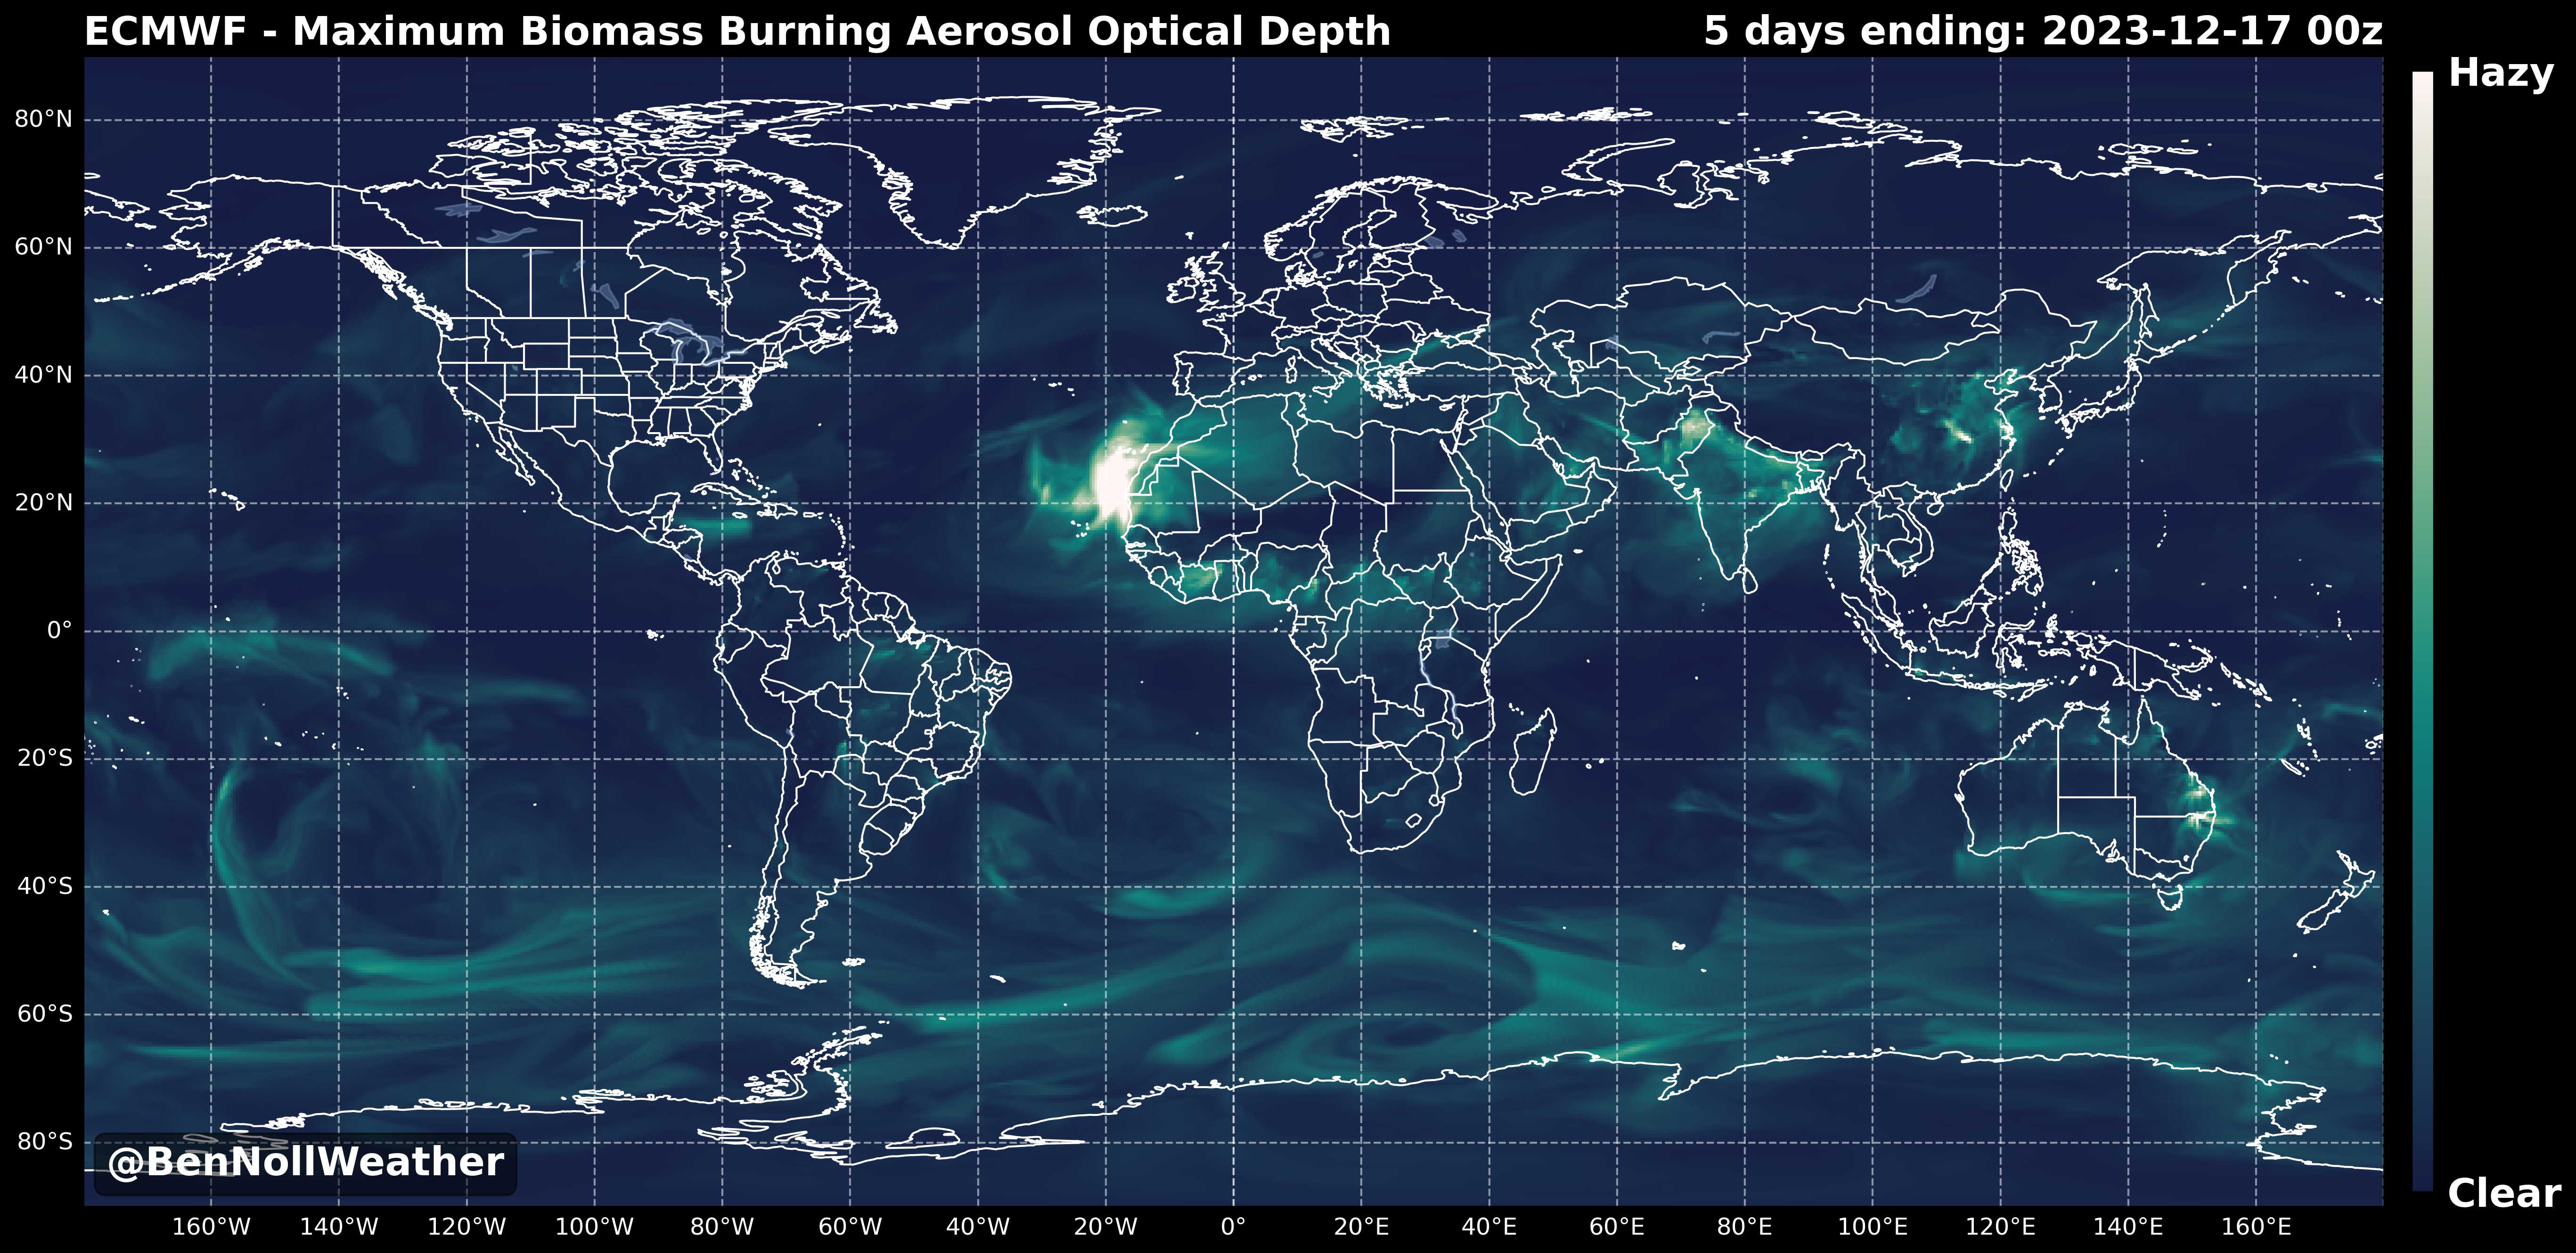 ECMWF - Maximum Biomass Burning Aerosol Optical Depth
5 days ending: 2023-12-17 00z
Hazy
80°N
60°N
40°N
20°N
0°
20°S
40°S
60°S
80°S
@BenNollWeather
Clear
160°W 140°W 120°W 100°W 80°W 60°W 40°W 20°W 0° 20°E 40°E 60°E 80°E 100°E 120°E 140°E 160°E